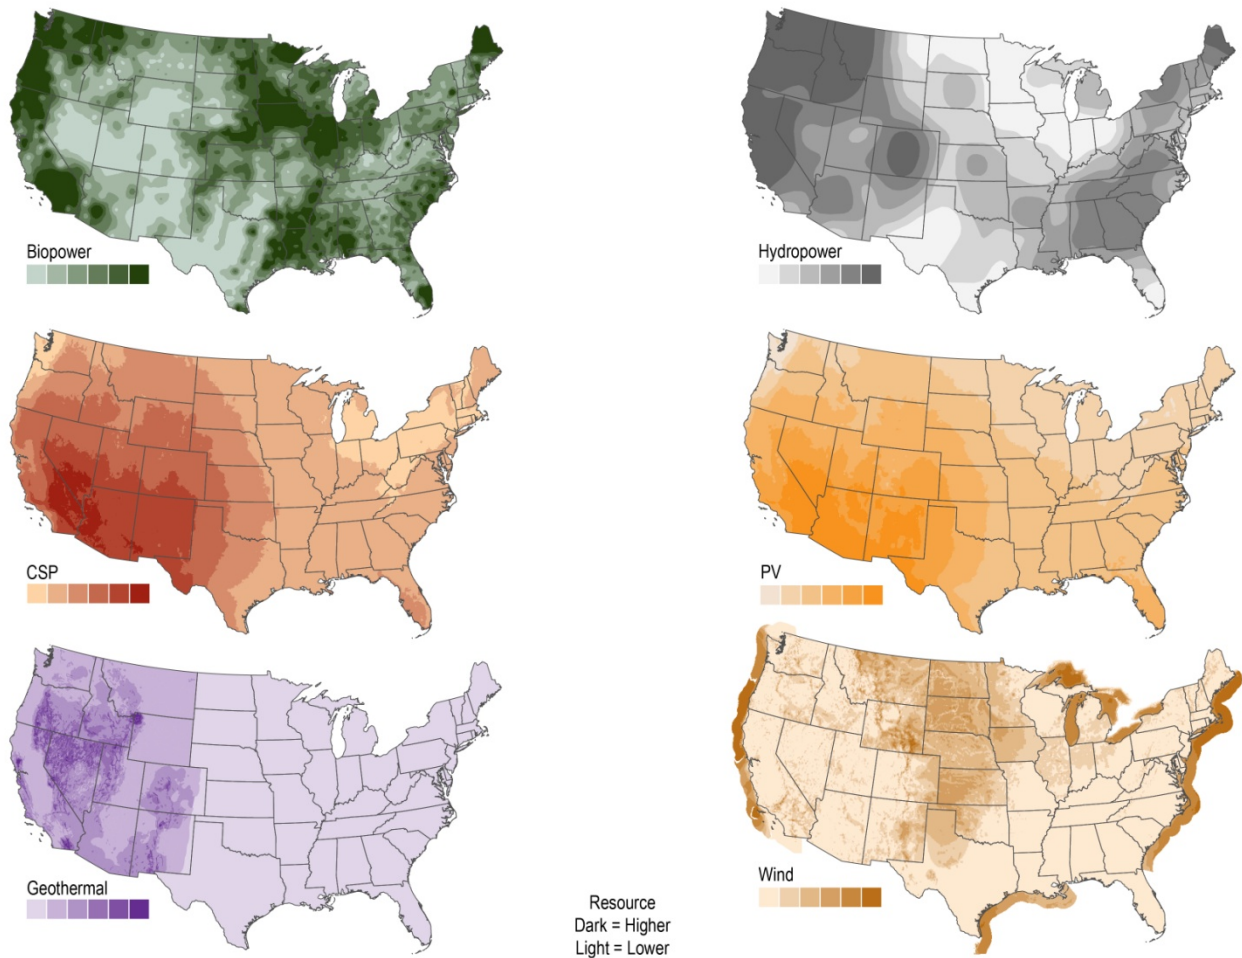 Biopower
Hydropower
CSP
PV
Geothermal
Wind
Resource
Dark = Higher
Light = Lower